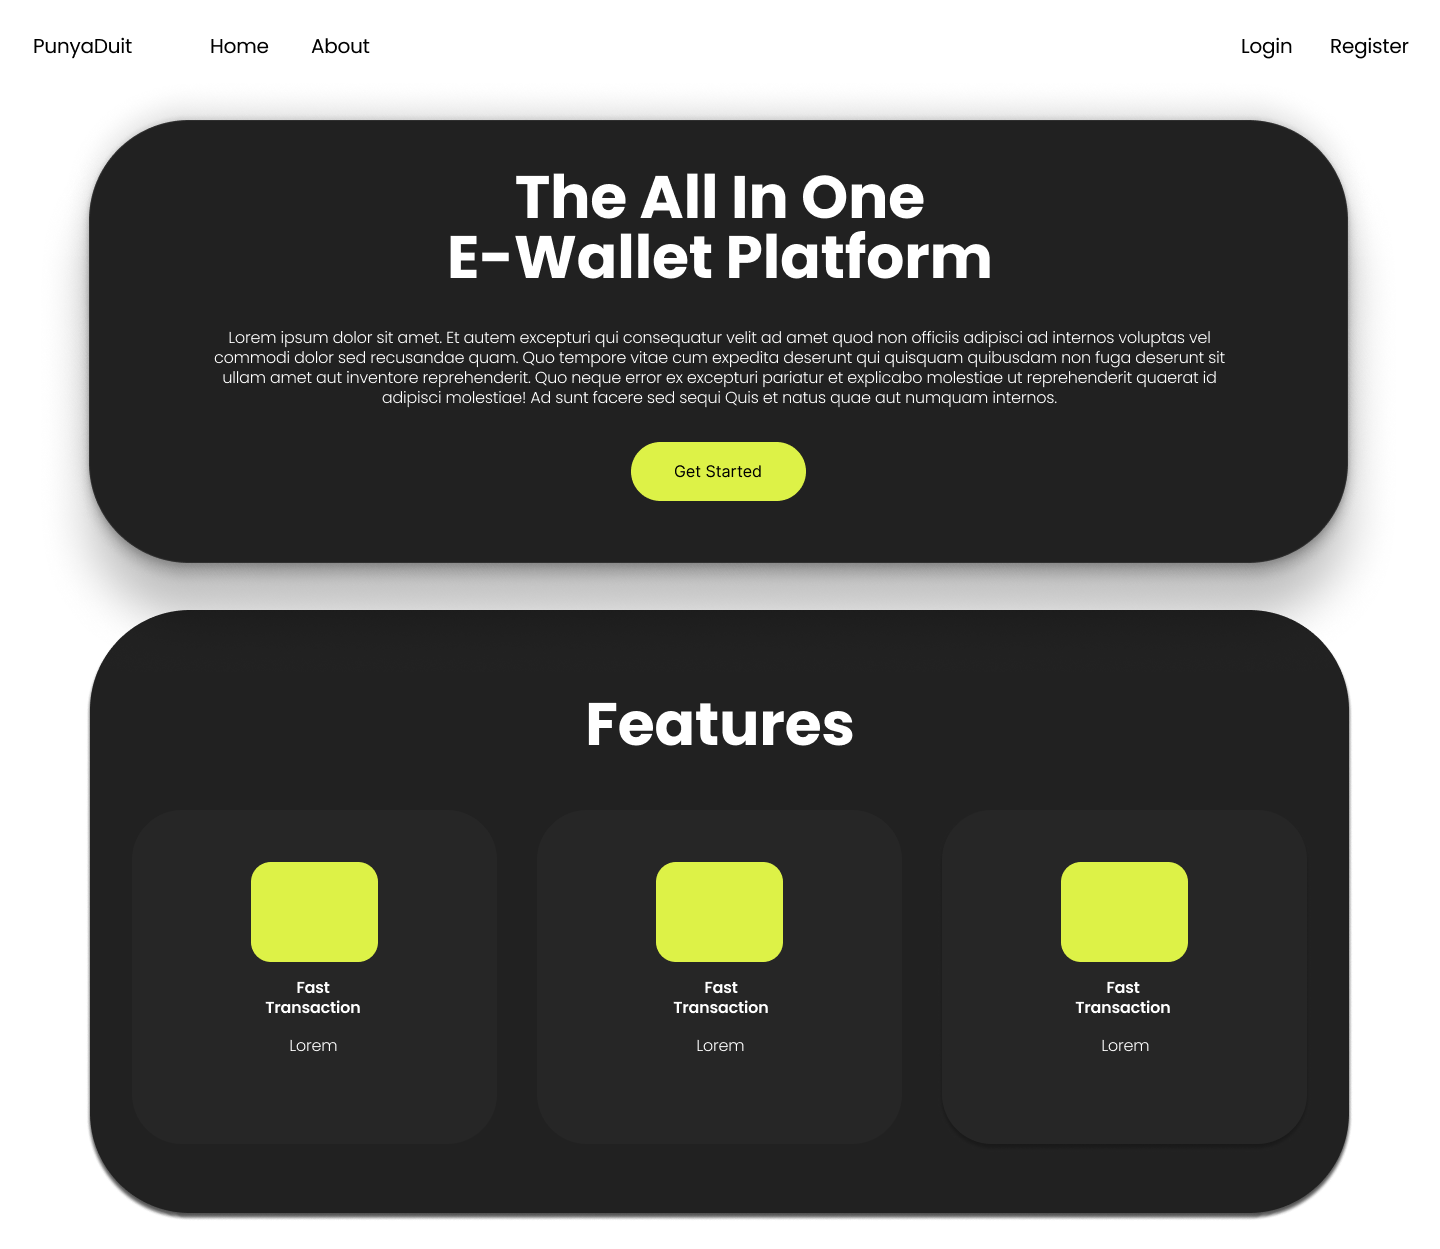 PunyaDuit Home About Login Register
The All In One
E-Wallet Platform
Lorem ipsum dolor sit amet. Et autem excepturi qui consequatur velit ad amet quod non officiis adipisci ad internos voluptas vel
commodi dolor sed recusandae quam. Quo tempore vitae cum expedita deserunt qui quisquam quibusdam non fuga deserunt sit
ullam amet aut inventore reprehenderit. Quo neque error ex excepturi pariatur et explicabo molestiae ut reprehenderit quaerat id
adipisci molestiae! Ad sunt facere sed sequi Quis et natus quae aut numquam internos.
Get Started
Features
Fast
Transaction
Lorem
Fast
Transaction
Lorem
Fast
Transaction
Lorem